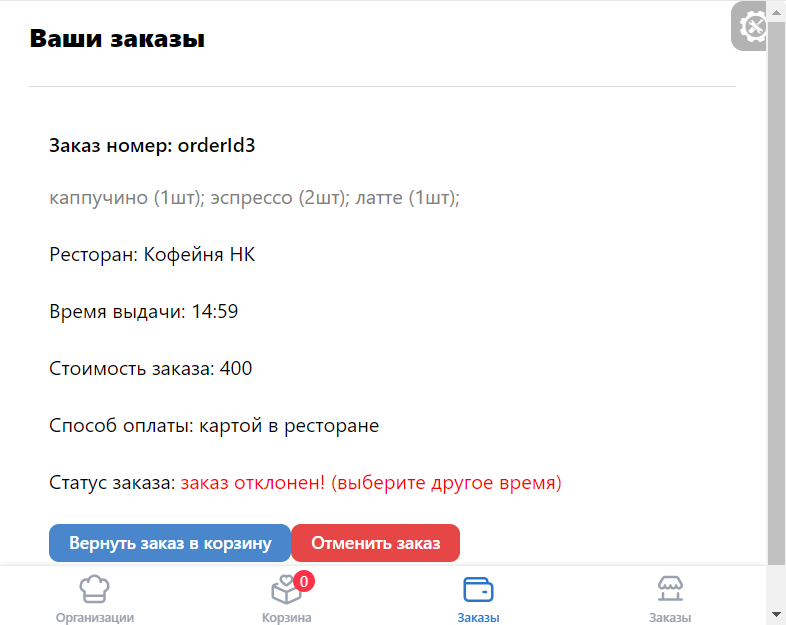 Ваши заказы
Заказ номер: orderId3
каппучино (1шт); эспрессо (2шт); латте (1шт);
Ресторан: Кофейня НК
Время выдачи: 14:59
Стоимость заказа: 400
Способ оплаты: картой в ресторане
Статус заказа: заказ отклонен! (выберите другое время)
Вернуть заказ в корзину Отменить заказ
0
Организации Корзина Заказы Заказы